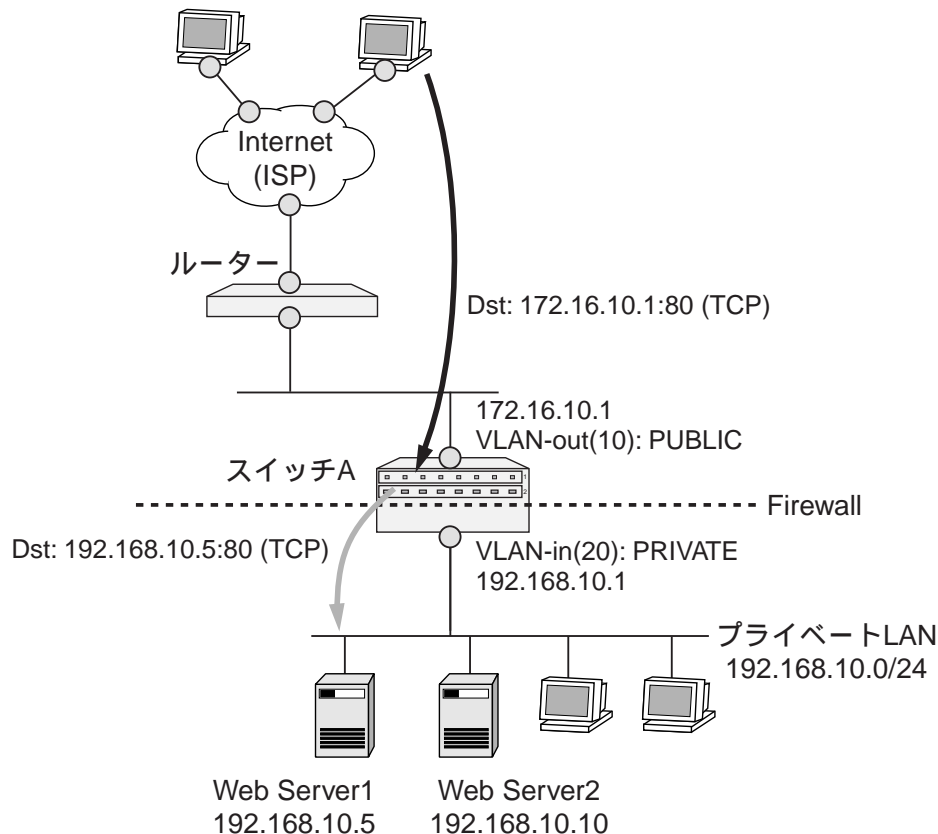 Internet
(ISP)
ルーター
Dst: 172.16.10.1:80 (TCP)
172.16.10.1
VLAN-out(10): PUBLIC
スイッチA
1
2
Firewall
Dst: 192.168.10.5:80 (TCP)
VLAN-in(20): PRIVATE
192.168.10.1
プライベートLAN
192.168.10.0/24
Web Server1
192.168.10.5
Web Server2
192.168.10.10